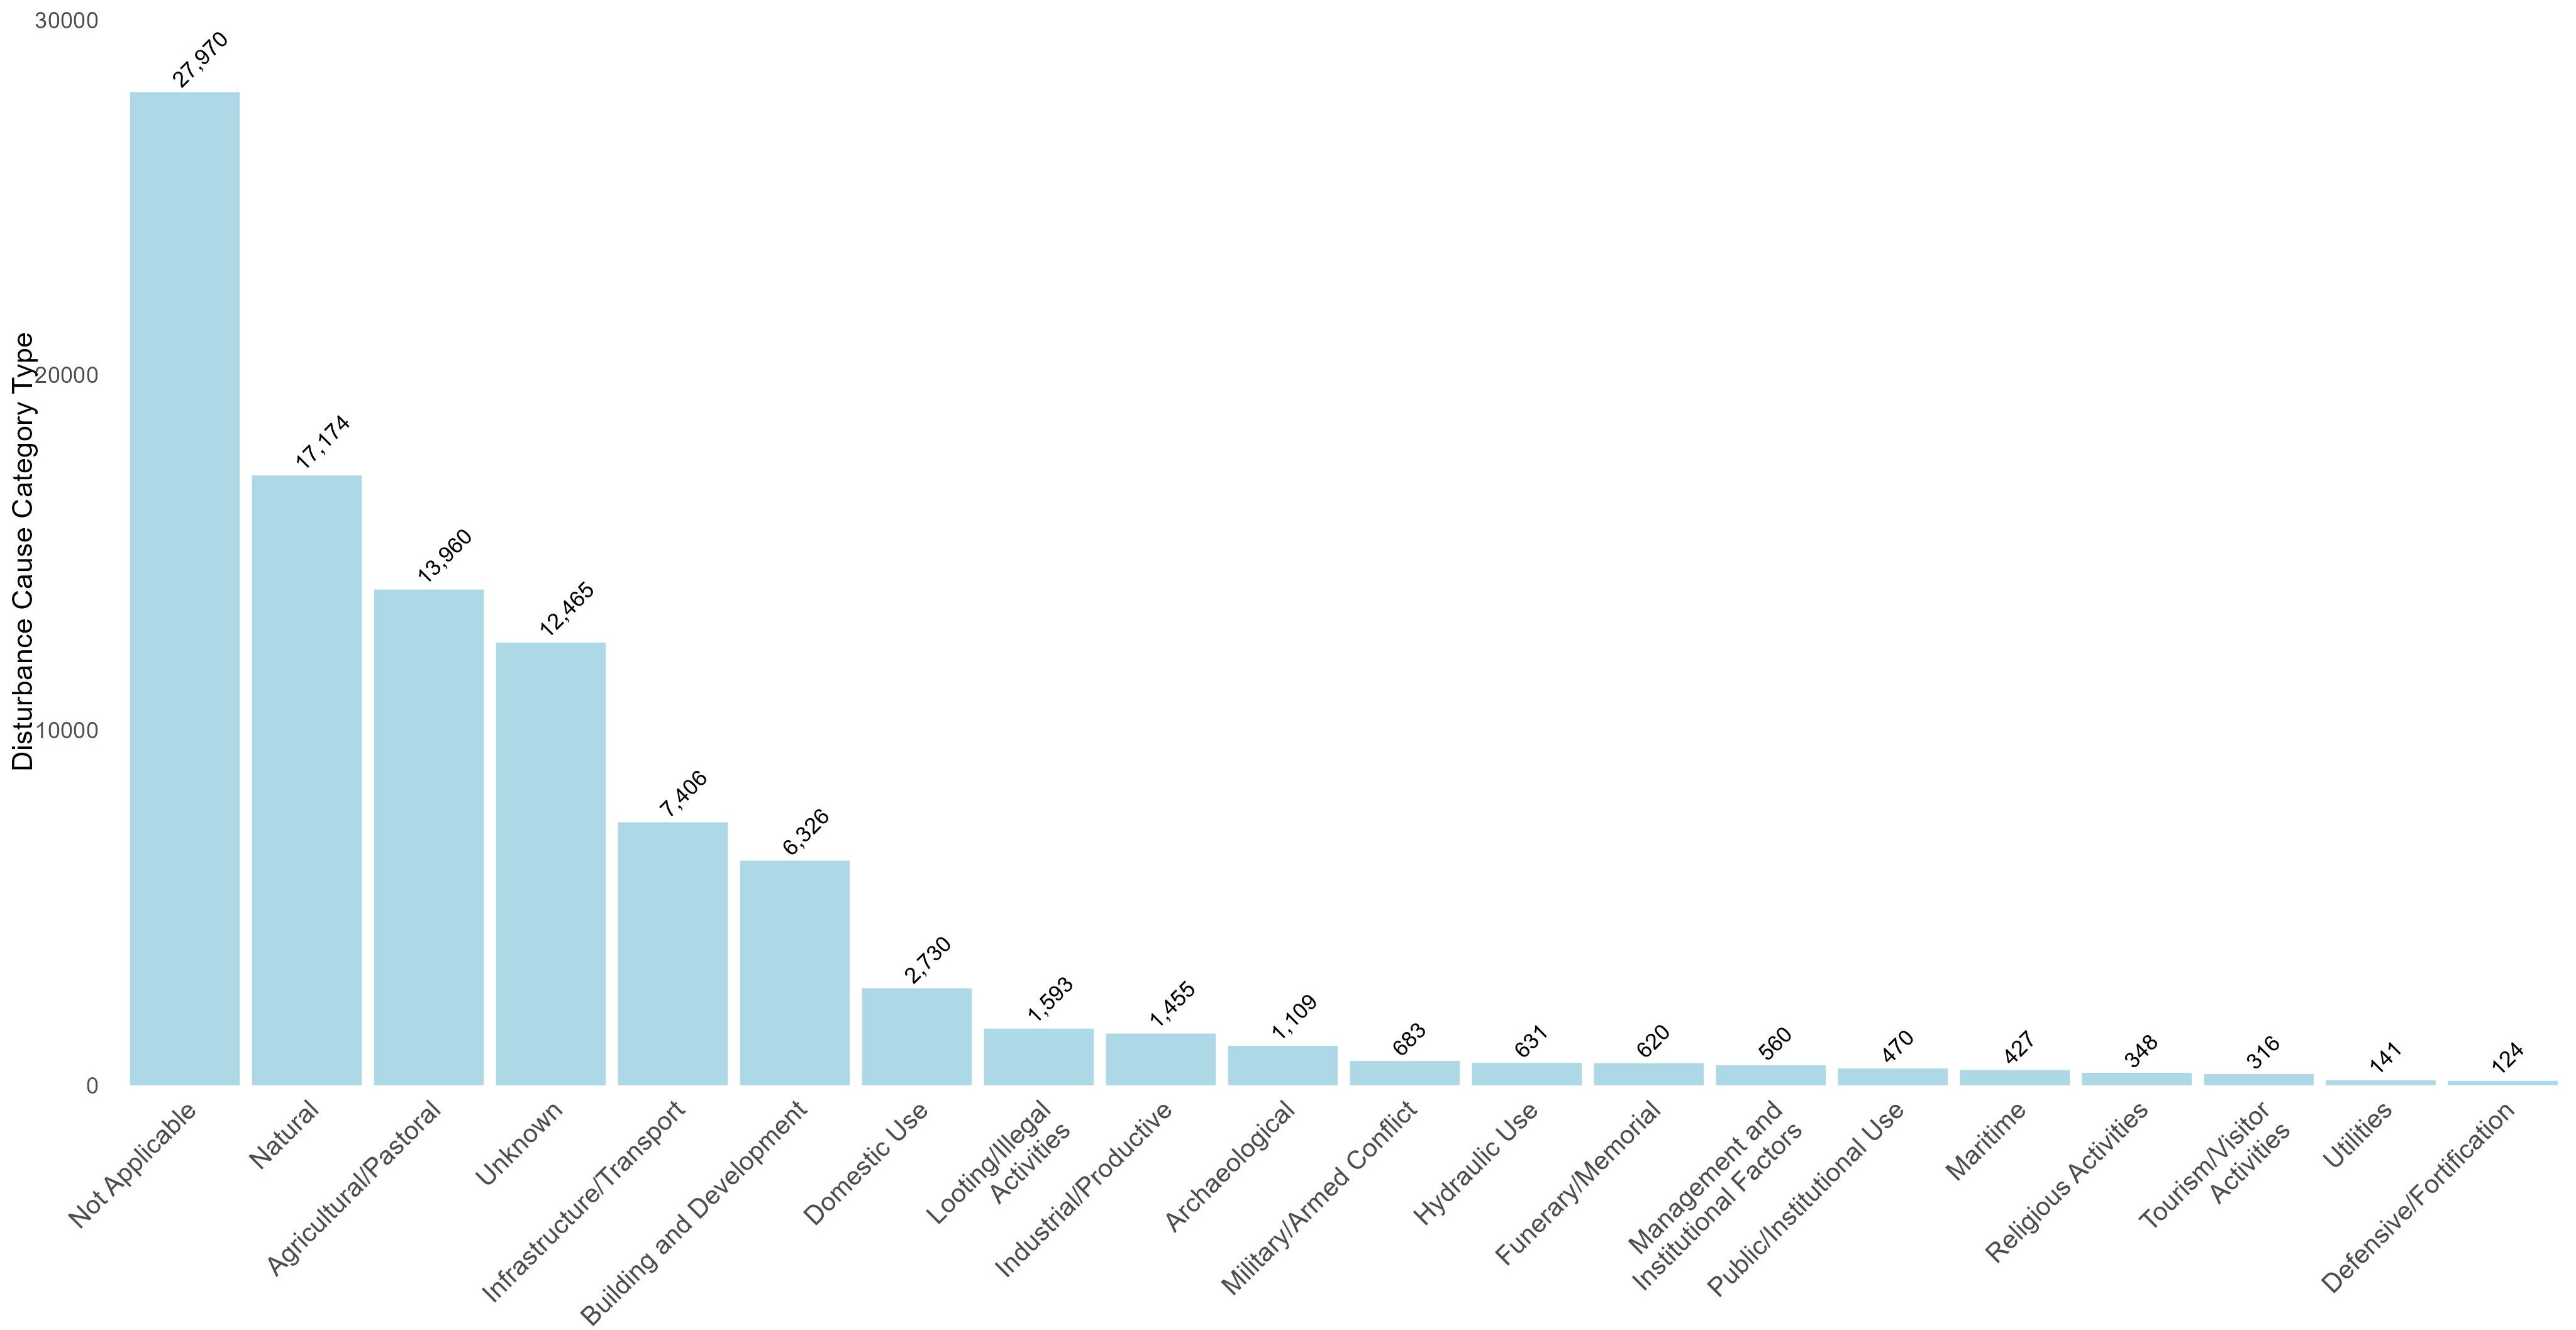 Disturbance Cause Category Type
30000
20000
10000
0
27,970
17,174
13,960
12,465
7,406
6,326
2,730
1,593
1,455
1,109
683
631
620
560
470
427
348
316
141
124
Not Applicable
Natural
Agricultural/Pastoral
Unknown
Infrastructure/Transport
Building and Development
Domestic Use
Looting/Illegal
Activities
Industrial/Productive
Archaeological
Military/Armed Conflict
Hydraulic Use
Funerary/Memorial
Management and
Institutional Factors
Public/Institutional Use
Maritime
Religious Activities
Tourism/Visitor
Activities
Utilities
Defensive/Fortification